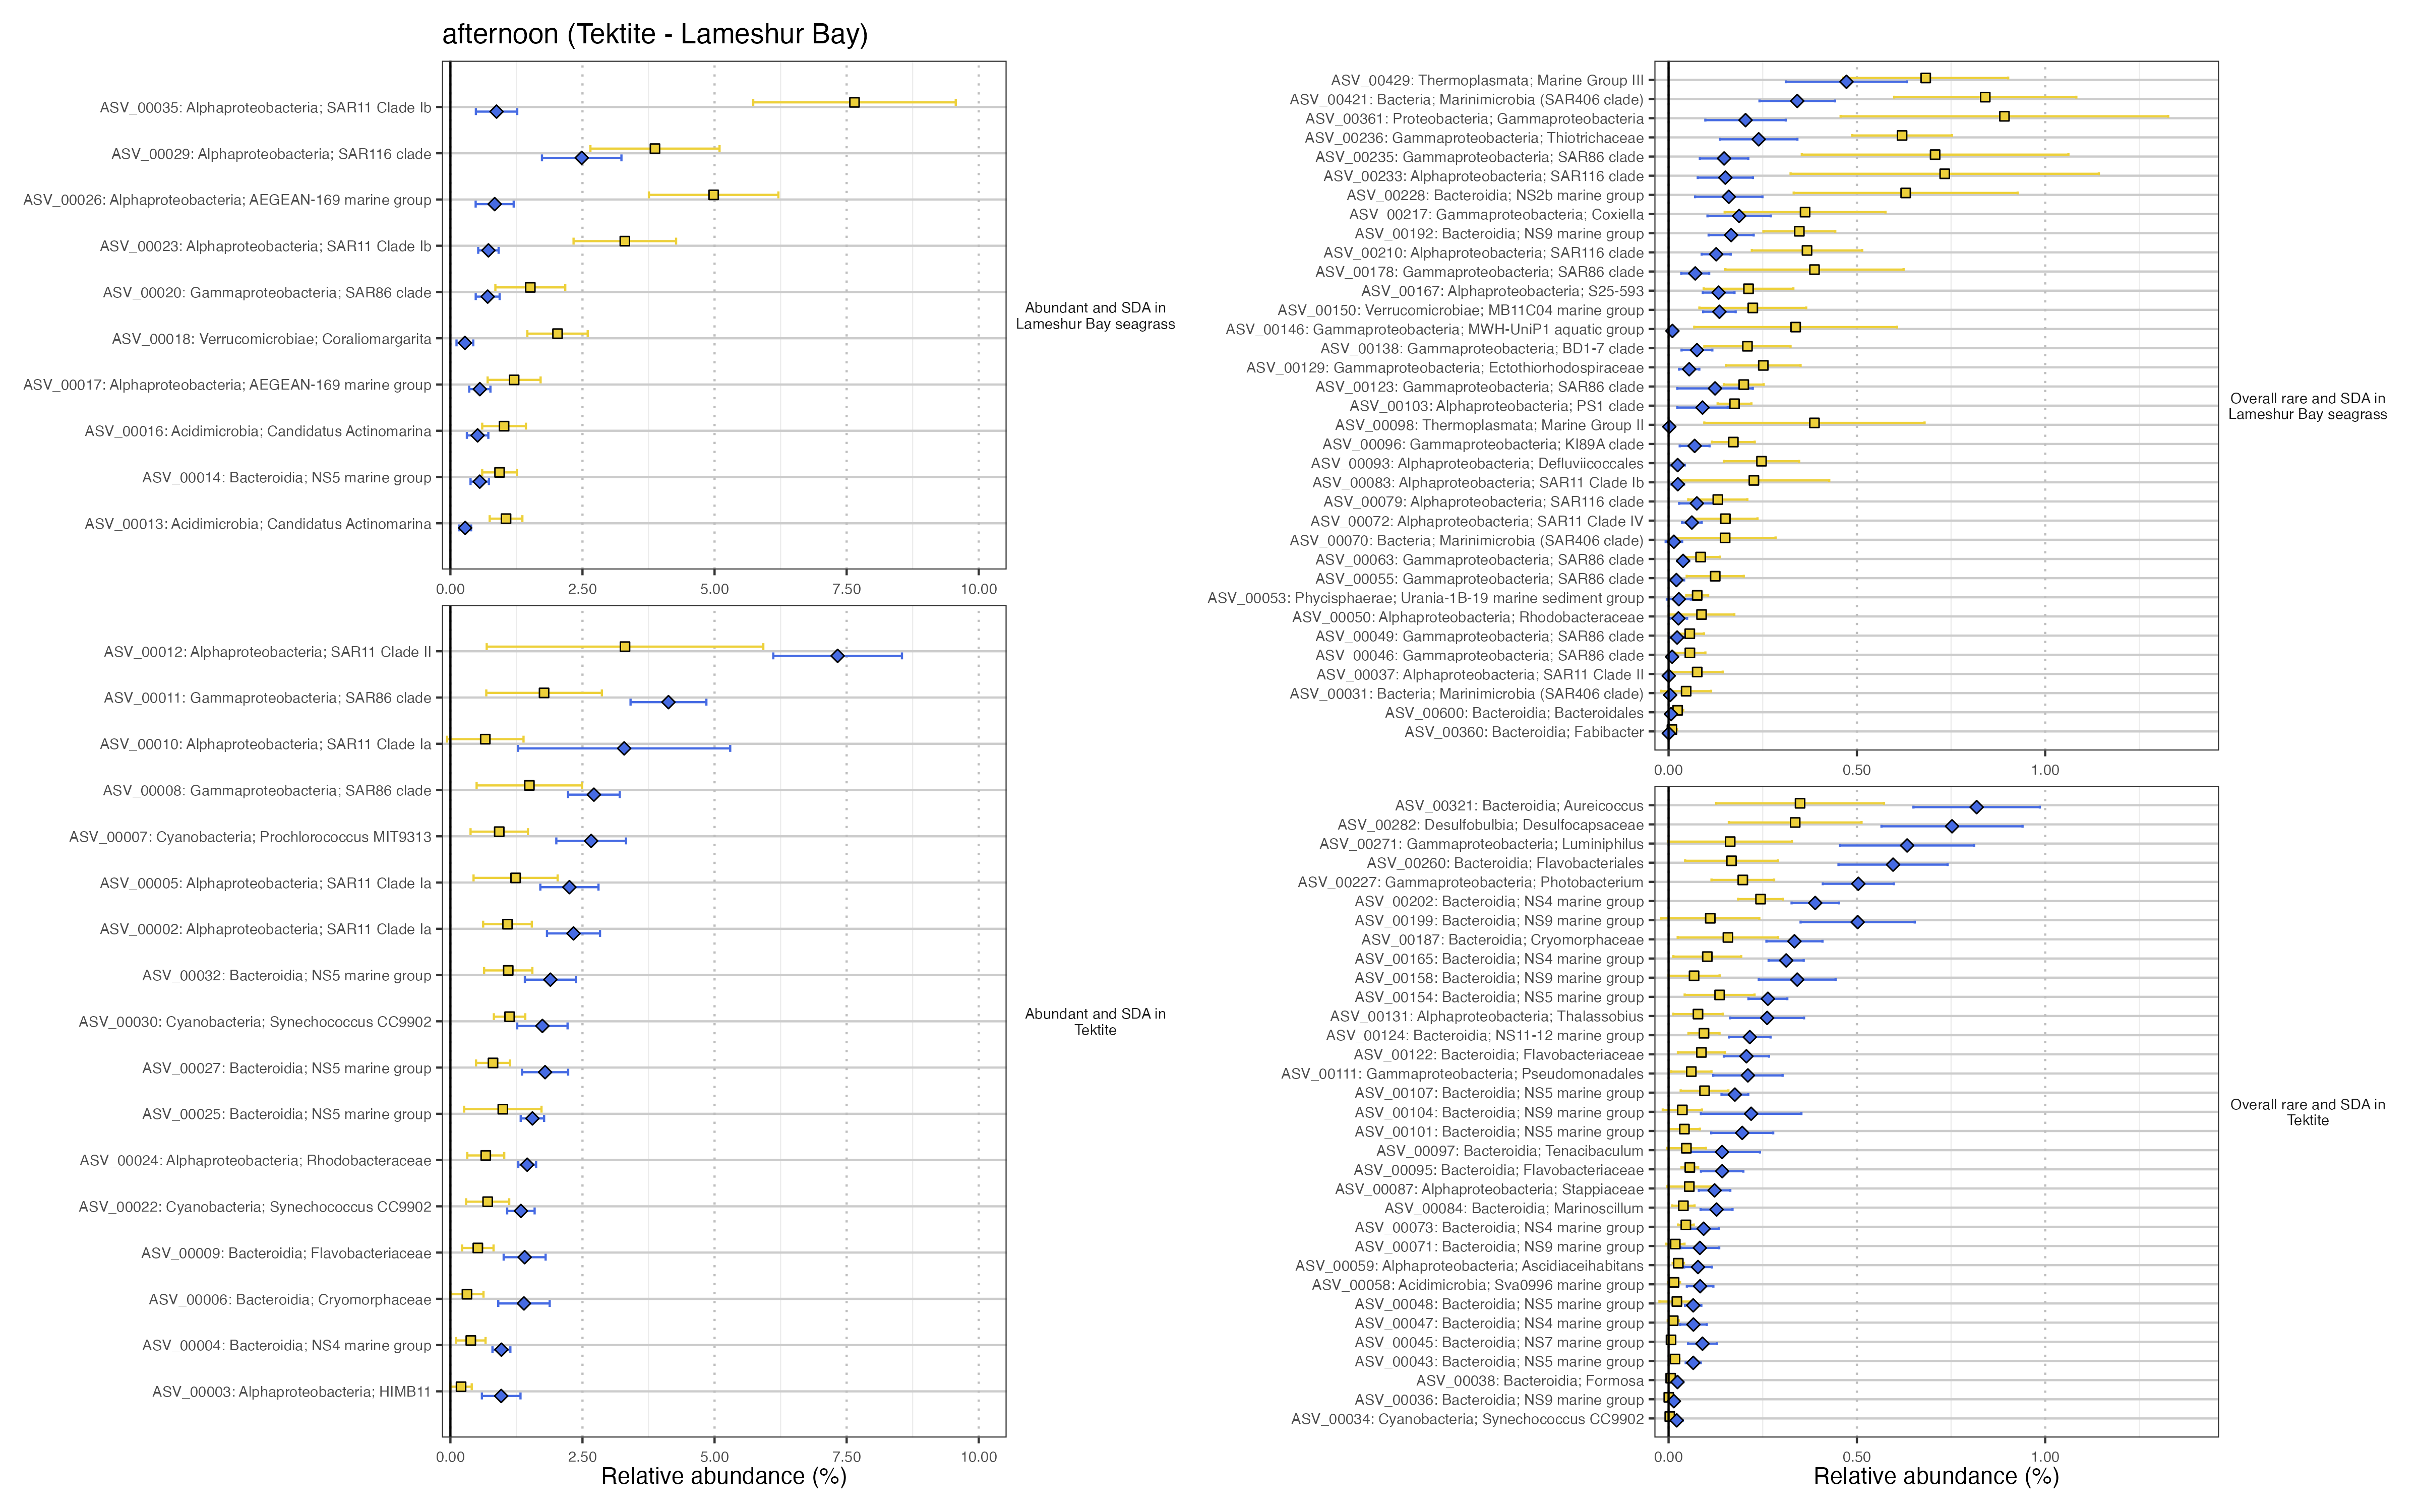 afternoon (Tektite - Lameshur Bay)
ASV_00035: Alphaproteobacteria; SAR11 Clade Ib
ASV_00029: Alphaproteobacteria; SAR116 clade
ASV_00026: Alphaproteobacteria; AEGEAN-169 marine group
ASV_00023: Alphaproteobacteria; SAR11 Clade Ib
ASV_00020: Gammaproteobacteria; SAR86 clade
ASV_00018: Verrucomicrobiae; Coraliomargarita
ASV_00017: Alphaproteobacteria; AEGEAN-169 marine group
ASV_00016: Acidimicrobia; Candidatus Actinomarina
ASV_00014: Bacteroidia; NS5 marine group
ASV_00013: Acidimicrobia; Candidatus Actinomarina
0.00 2.50 5.00 7.50 10.00
Abundant and SDA in
Lameshur Bay seagrass
ASV_00012: Alphaproteobacteria; SAR11 Clade II
ASV_00011: Gammaproteobacteria; SAR86 clade
ASV_00010: Alphaproteobacteria; SAR11 Clade Ia
ASV_00008: Gammaproteobacteria; SAR86 clade
ASV_00007: Cyanobacteria; Prochlorococcus MIT9313
ASV_00005: Alphaproteobacteria; SAR11 Clade Ia
ASV_00002: Alphaproteobacteria; SAR11 Clade Ia
ASV_00032: Bacteroidia; NS5 marine group
ASV_00030: Cyanobacteria; Synechococcus CC9902
ASV_00027: Bacteroidia; NS5 marine group
ASV_00025: Bacteroidia; NS5 marine group
ASV_00024: Alphaproteobacteria; Rhodobacteraceae
ASV_00022: Cyanobacteria; Synechococcus CC9902
ASV_00009: Bacteroidia; Flavobacteriaceae
ASV_00006: Bacteroidia; Cryomorphaceae
ASV_00004: Bacteroidia; NS4 marine group
ASV_00003: Alphaproteobacteria; HIMB11
0.00 2.50 5.00 7.50 10.00
Relative abundance (%)
Abundant and SDA in
Tektite
ASV_00429: Thermoplasmata; Marine Group III
ASV_00421: Bacteria; Marinimicrobia (SAR406 clade)
ASV_00361: Proteobacteria; Gammaproteobacteria
ASV_00236: Gammaproteobacteria; Thiotrichaceae
ASV_00235: Gammaproteobacteria; SAR86 clade
ASV_00233: Alphaproteobacteria; SAR116 clade
ASV_00228: Bacteroidia; NS2b marine group
ASV_00217: Gammaproteobacteria; Coxiella
ASV_00192: Bacteroidia; NS9 marine group
ASV_00210: Alphaproteobacteria; SAR116 clade
ASV_00178: Gammaproteobacteria; SAR86 clade
ASV_00167: Alphaproteobacteria; S25-593
ASV_00150: Verrucomicrobiae; MB11C04 marine group
ASV_00146: Gammaproteobacteria; MWH-UniP1 aquatic group
ASV_00138: Gammaproteobacteria; BD1-7 clade
ASV_00129: Gammaproteobacteria; Ectothiorhodospiraceae
ASV_00123: Gammaproteobacteria; SAR86 clade
ASV_00103: Alphaproteobacteria; PS1 clade
ASV_00098: Thermoplasmata; Marine Group II
ASV_00096: Gammaproteobacteria; KI89A clade
ASV_00093: Alphaproteobacteria; Defluviicoccales
ASV_00083: Alphaproteobacteria; SAR11 Clade Ib
ASV_00079: Alphaproteobacteria; SAR116 clade
ASV_00072: Alphaproteobacteria; SAR11 Clade IV
ASV_00070: Bacteria; Marinimicrobia (SAR406 clade)
ASV_00063: Gammaproteobacteria; SAR86 clade
ASV_00055: Gammaproteobacteria; SAR86 clade
ASV_00053: Phycisphaerae; Urania-1B-19 marine sediment group
ASV_00050: Alphaproteobacteria; Rhodobacteraceae
ASV_00049: Gammaproteobacteria; SAR86 clade
ASV_00046: Gammaproteobacteria; SAR86 clade
ASV_00037: Alphaproteobacteria; SAR11 Clade II
ASV_00031: Bacteria; Marinimicrobia (SAR406 clade)
ASV_00600: Bacteroidia; Bacteroidales
ASV_00360: Bacteroidia; Fabibacter
0.00 0.50 1.00
Overall rare and SDA in
Lameshur Bay seagrass
ASV_00321: Bacteroidia; Aureicoccus
ASV_00282: Desulfobulbia; Desulfocapsaceae
ASV_00271: Gammaproteobacteria; Luminiphilus
ASV_00260: Bacteroidia; Flavobacteriales
ASV_00227: Gammaproteobacteria; Photobacterium
ASV_00202: Bacteroidia; NS4 marine group
ASV_00199: Bacteroidia; NS9 marine group
ASV_00187: Bacteroidia; Cryomorphaceae
ASV_00165: Bacteroidia; NS4 marine group
ASV_00158: Bacteroidia; NS9 marine group
ASV_00154: Bacteroidia; NS5 marine group
ASV_00131: Alphaproteobacteria; Thalassobius
ASV_00124: Bacteroidia; NS11-12 marine group
ASV_00122: Bacteroidia; Flavobacteriaceae
ASV_00111: Gammaproteobacteria; Pseudomonadales
ASV_00107: Bacteroidia; NS5 marine group
ASV_00104: Bacteroidia; NS9 marine group
ASV_00101: Bacteroidia; NS5 marine group
ASV_00097: Bacteroidia; Tenacibaculum
ASV_00095: Bacteroidia; Flavobacteriaceae
ASV_00087: Alphaproteobacteria; Stappiaceae
ASV_00084: Bacteroidia; Marinoscillum
ASV_00073: Bacteroidia; NS4 marine group
ASV_00071: Bacteroidia; NS9 marine group
ASV_00059: Alphaproteobacteria; Ascidiaceihabitans
ASV_00058: Acidimicrobia; Sva0996 marine group
ASV_00048: Bacteroidia; NS5 marine group
ASV_00047: Bacteroidia; NS4 marine group
ASV_00045: Bacteroidia; NS7 marine group
ASV_00043: Bacteroidia; NS5 marine group
ASV_00038: Bacteroidia; Formosa
ASV_00036: Bacteroidia; NS9 marine group
ASV_00034: Cyanobacteria; Synechococcus CC9902
0.00 0.50 1.00
Relative abundance (%)
Overall rare and SDA in
Tektite